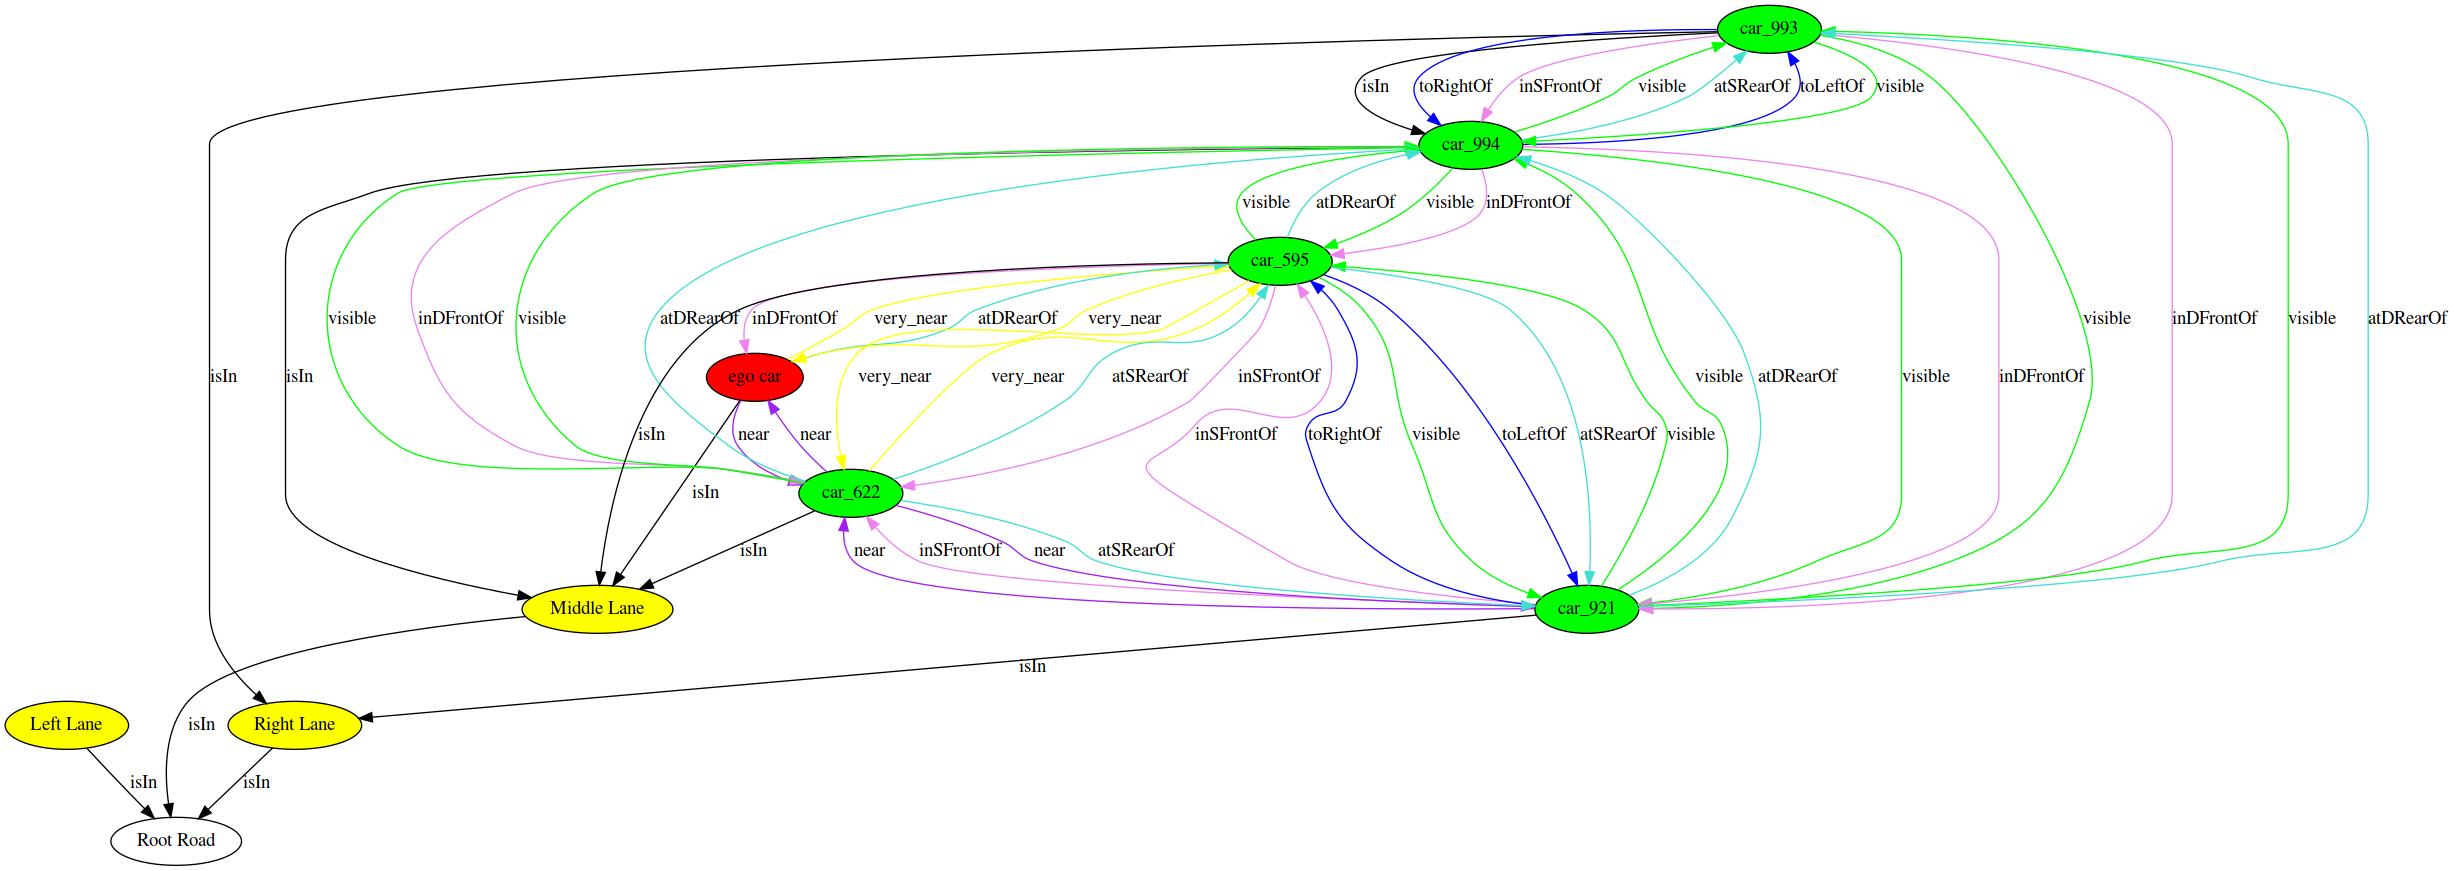 car_993
isIn
toRightOf
inSFrontOf
visible
atSRearOf
toLeftOf
visible
car_994
visible
atDRearOf
visible
inDFrontOf
car_595
visible
inDFrontOf
visible
atDRearOf
inDFrontOf
very_near
atDRearOf
very_near
visible
inDFrontOf
visible
atDRearOf
isIn
isIn
ego car
very_near
very_near
atSRearOf
inSFrontOf
visible
atDRearOf
visible
inDFrontOf
isIn
near
near
inSFrontOf
toRightOf
visible
toLeftOf
atSRearOf
visible
isIn
car_622
isIn
near
inSFrontOf
near
atSRearOf
Middle Lane
car_921
isIn
Left Lane
Right Lane
isIn
isIn
isIn
Root Road